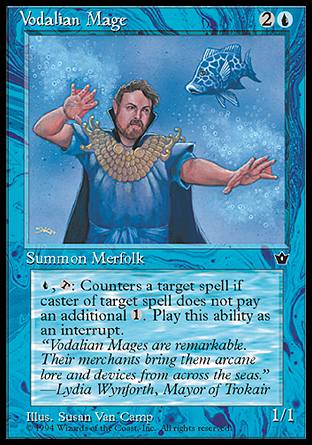 Vodalian Mage 2
Summon Merfolk
, : Counters a target spell if
caster of target spell does not pay
an additional 1. Play this ability as
an interrupt.
"Vodalian Mages are remarkable.
Their merchants bring them arcane
lore and devices from across the seas."
Lydia Wynforth, Mayor of Trokair
Illus. Susan Van Camp 1/1
© 1994 Wizards of the Coast, Inc. All rights reserved.